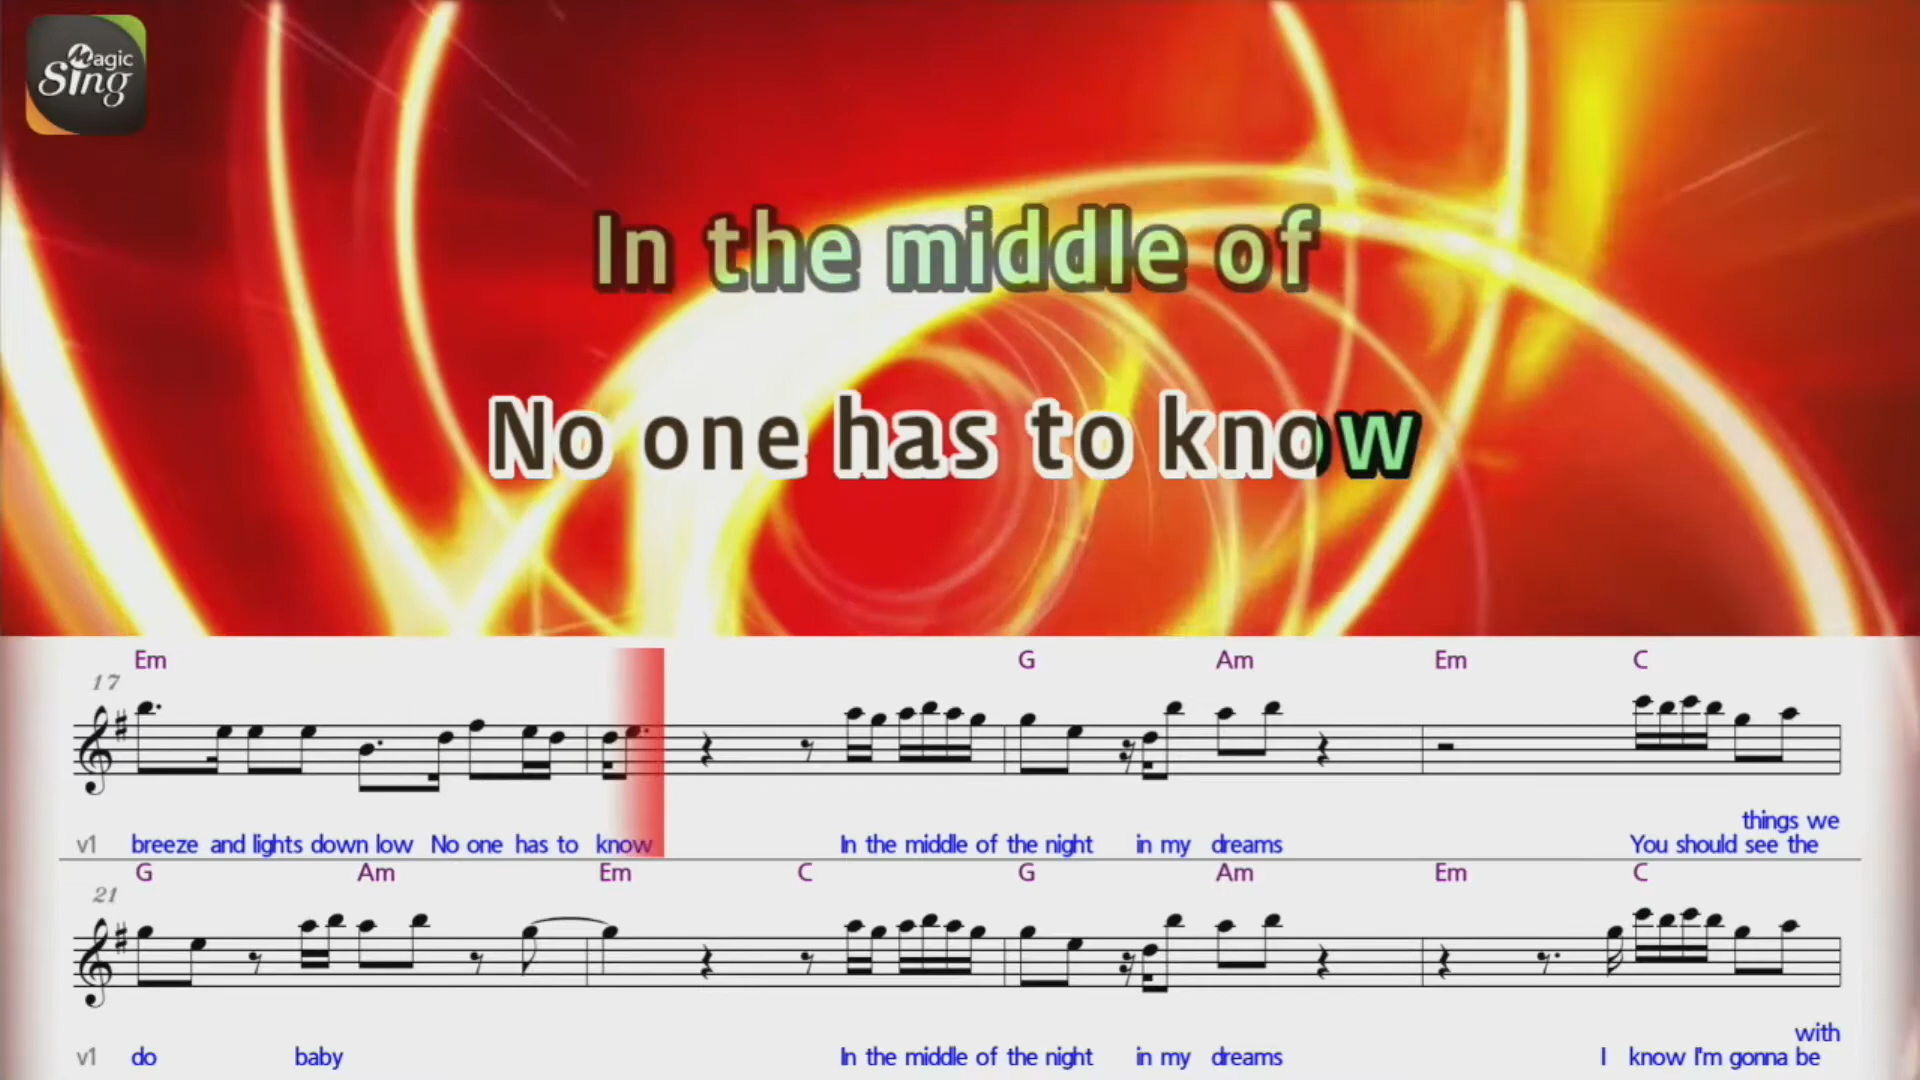 Magic
Sing
In the middle of
No one has to know
Em G Am Em C
17
things we
v1 breeze and lights down low No one has to know In the middle of the night in my dreams You should see the
G Am Em C G Am Em C
21
with
v1 do baby In the middle of the night in my dreams I know I'm gonna be